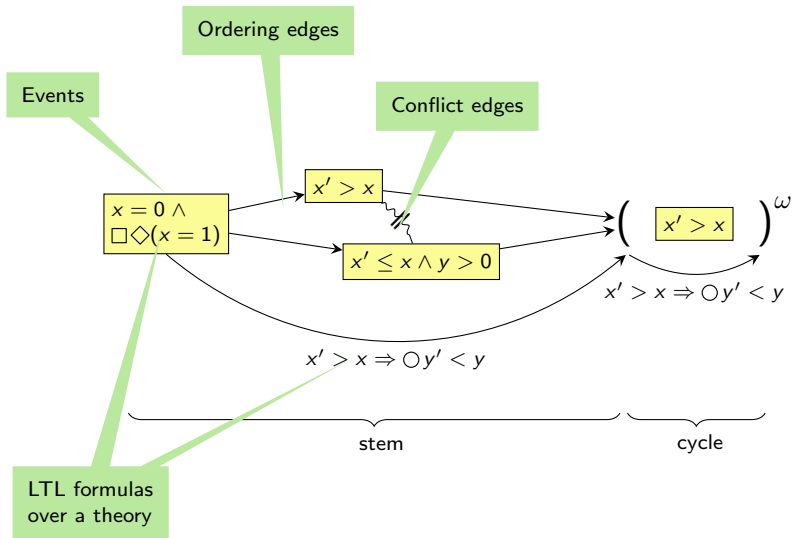 Ordering edges
Events
Conflict edges
x = 0 ∧
□◇(x = 1)
x′ > x
x′ ≤ x ∧ y > 0
( x′ > x )^ω
x′ > x ⇒ ○y′ < y
x′ > x ⇒ ○y′ < y
stem
cycle
LTL formulas
over a theory